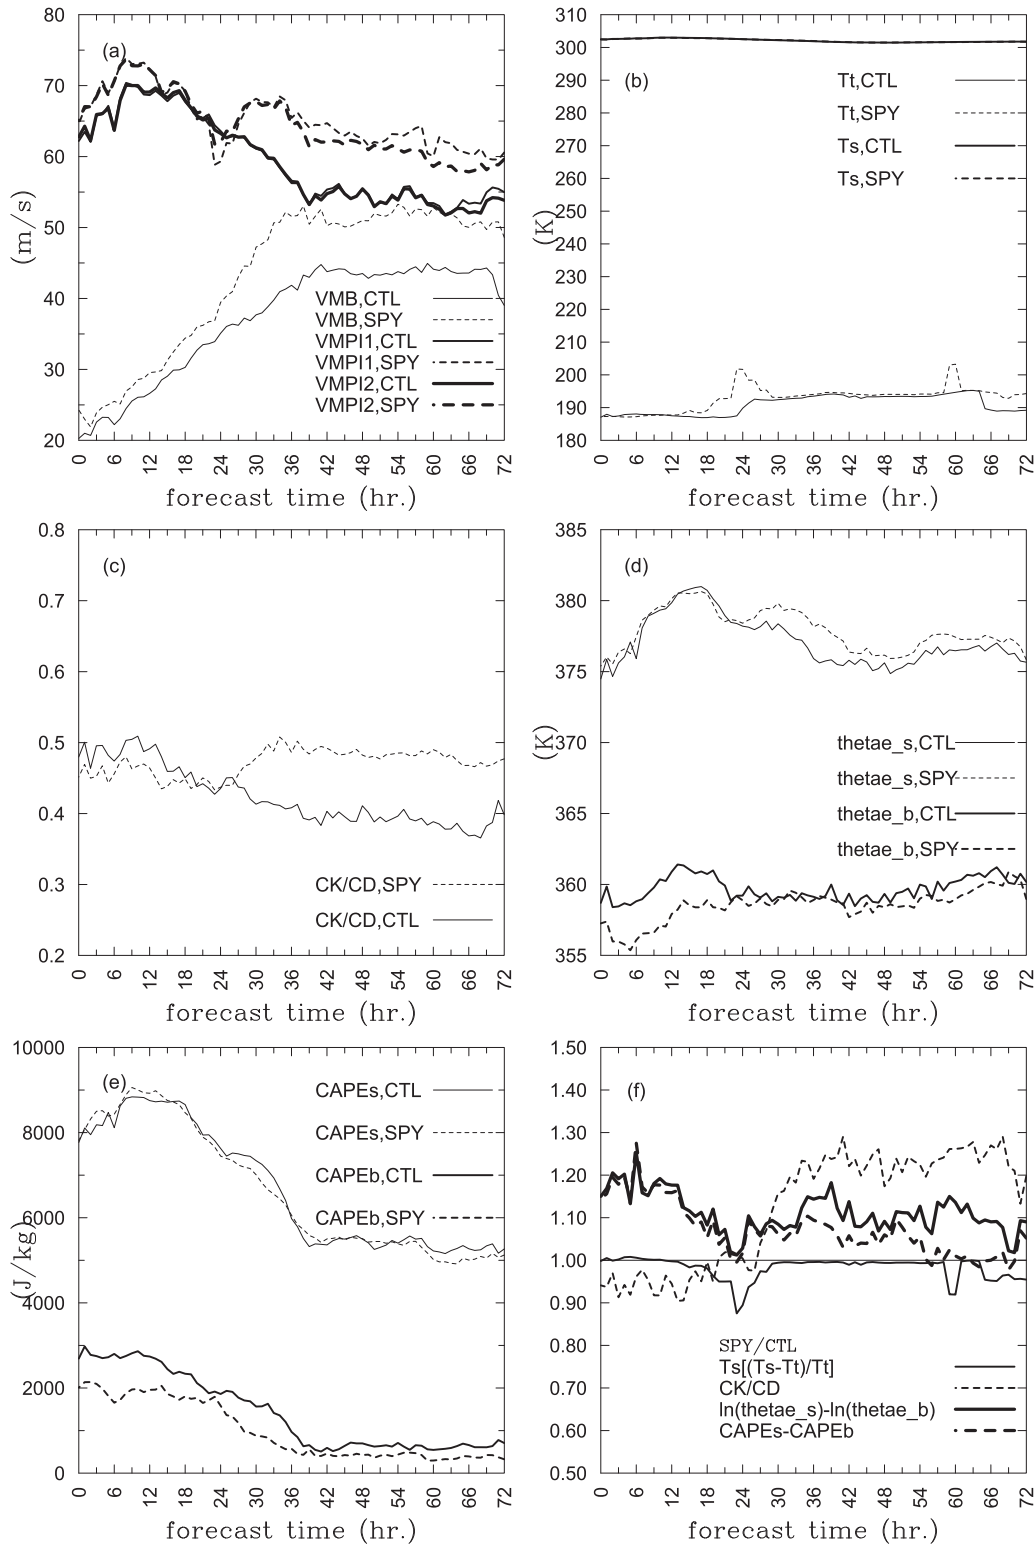 80
70
60
50
40
30
20
(m/s)
(a)
VMB,CTL
VMB,SPY
VMPI1,CTL
VMPI1,SPY
VMPI2,CTL
VMPI2,SPY
0 6 12 18 24 30 36 42 48 54 60 66 72
forecast time (hr.)
310
300
290
280
270
260
250
240
230
220
210
200
190
180
(K)
(b)
Tt,CTL
Tt,SPY
Ts,CTL
Ts,SPY
0 6 12 18 24 30 36 42 48 54 60 66 72
forecast time (hr.)
0.8
0.7
0.6
0.5
0.4
0.3
0.2
(c)
CK/CD,SPY
CK/CD,CTL
0 6 12 18 24 30 36 42 48 54 60 66 72
forecast time (hr.)
385
380
375
370
365
360
355
(K)
(d)
thetae_s,CTL
thetae_s,SPY
thetae_b,CTL
thetae_b,SPY
0 6 12 18 24 30 36 42 48 54 60 66 72
forecast time (hr.)
10000
8000
6000
4000
2000
0
(J/kg)
(e)
CAPEs,CTL
CAPEs,SPY
CAPEb,CTL
CAPEb,SPY
0 6 12 18 24 30 36 42 48 54 60 66 72
forecast time (hr.)
1.50
1.40
1.30
1.20
1.10
1.00
0.90
0.80
0.70
0.60
0.50
(f)
SPY/CTL
Ts[(Ts-Tt)/Tt]
CK/CD
ln(thetae_s)-ln(thetae_b)
CAPEs-CAPEb
0 6 12 18 24 30 36 42 48 54 60 66 72
forecast time (hr.)